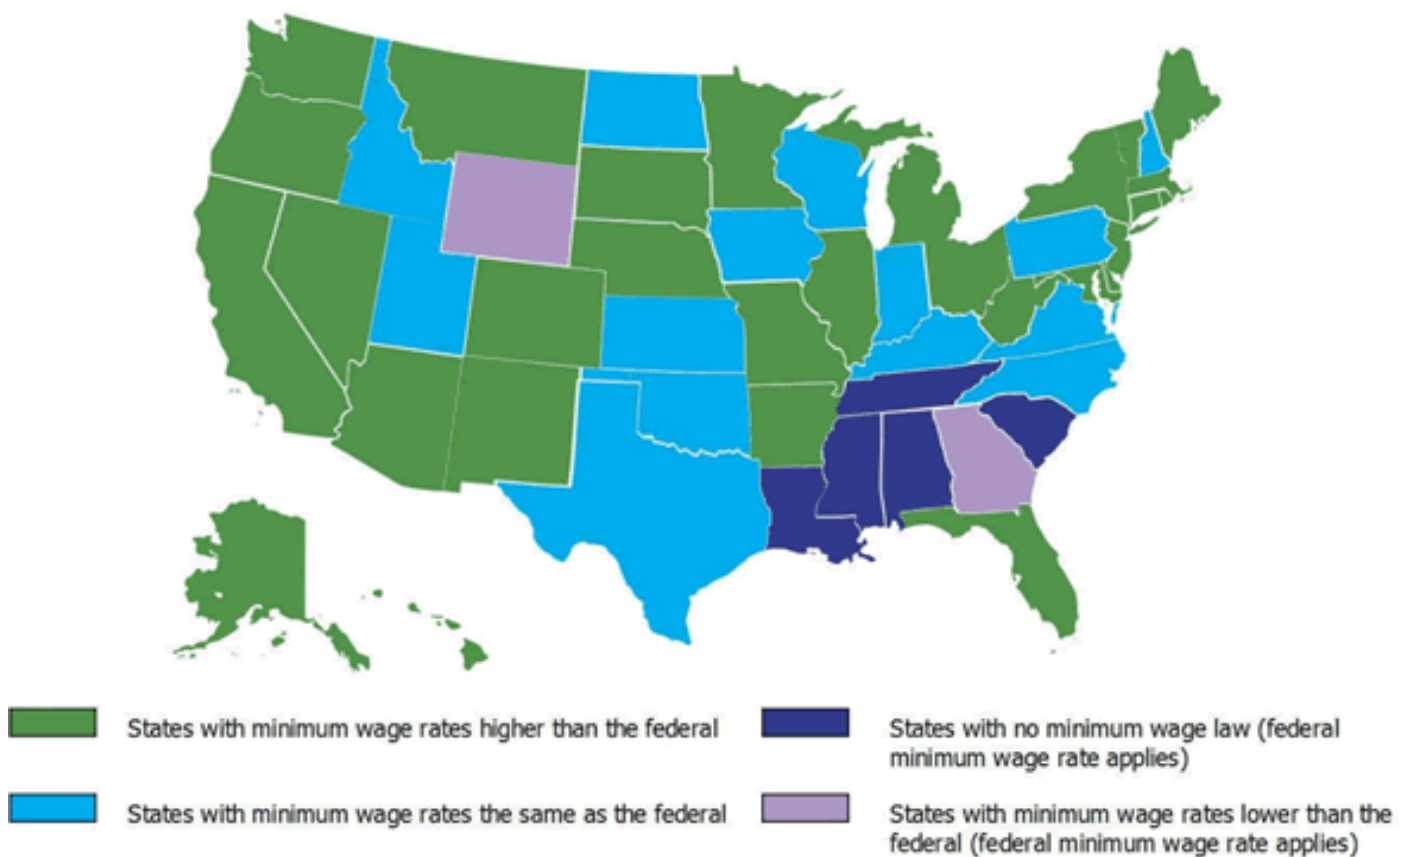 States with minimum wage rates higher than the federal
States with no minimum wage law (federal
minimum wage rate applies)
States with minimum wage rates the same as the federal
States with minimum wage rates lower than the
federal (federal minimum wage rate applies)